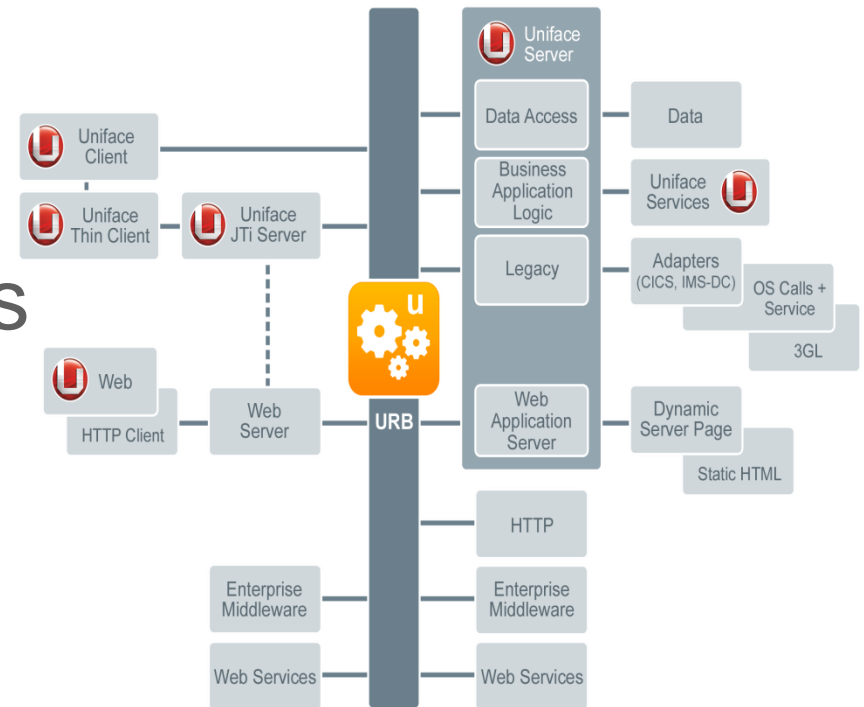 Uniface
Server
Data Access
Data
Uniface
Client
Business
Application
Logic
Uniface
Services
Uniface
Thin Client
Uniface
JTi Server
Legacy
Adapters
(CICS, IMS-DC)
OS Calls +
Service
3GL
s
u
Web
HTTP Client
Web
Server
URB
Web
Application
Server
Dynamic
Server Page
Static HTML
HTTP
Enterprise
Middleware
Enterprise
Middleware
Web Services
Web Services